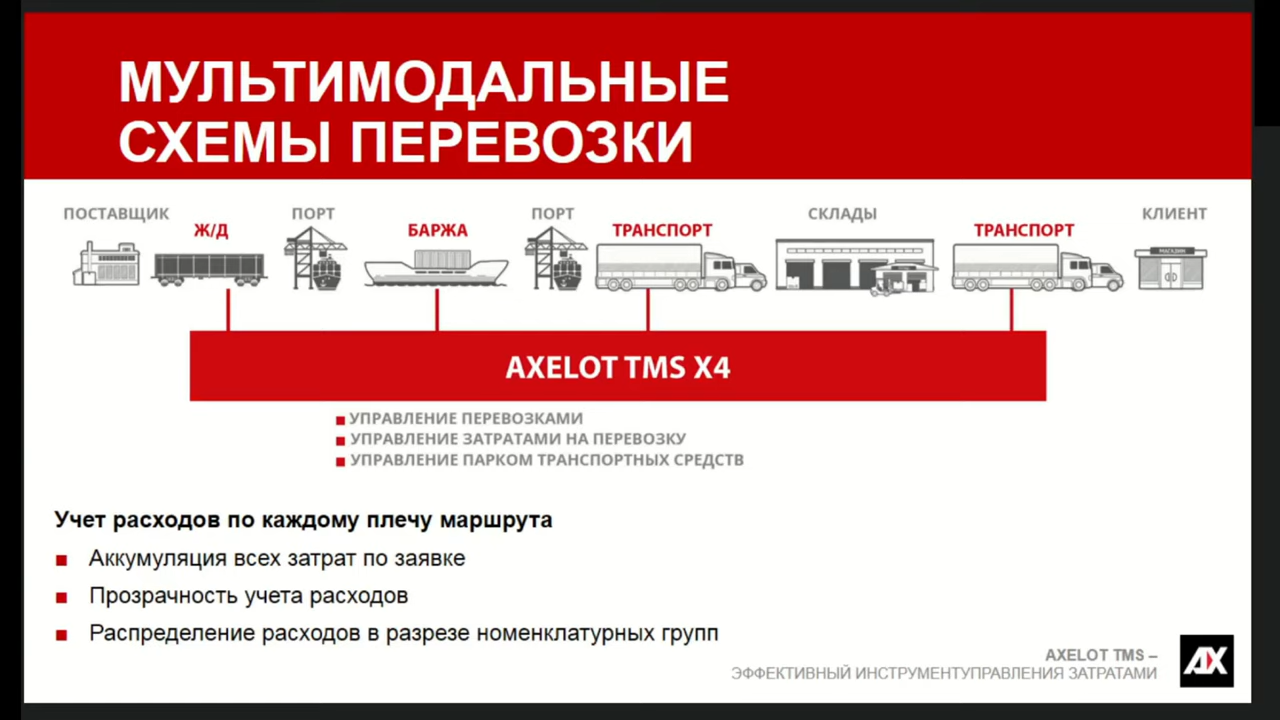 МУЛЬТИМОДАЛЬНЫЕ
СХЕМЫ ПЕРЕВОЗКИ
ПОСТАВЩИК
Ж/Д
ПОРТ
БАРЖА
ПОРТ
ТРАНСПОРТ
СКЛАДЫ
ТРАНСПОРТ
КЛИЕНТ
МАГАЗИН
AXELOT TMS X4
УПРАВЛЕНИЕ ПЕРЕВОЗКАМИ
УПРАВЛЕНИЕ ЗАТРАТАМИ НА ПЕРЕВОЗКУ
УПРАВЛЕНИЕ ПАРКОМ ТРАНСПОРТНЫХ СРЕДСТВ
Учет расходов по каждому плечу маршрута
Аккумуляция всех затрат по заявке
Прозрачность учета расходов
Распределение расходов в разрезе номенклатурных групп
AXELOT TMS –
ЭФФЕКТИВНЫЙ ИНСТРУМЕНТУПРАВЛЕНИЯ ЗАТРАТАМИ
AX